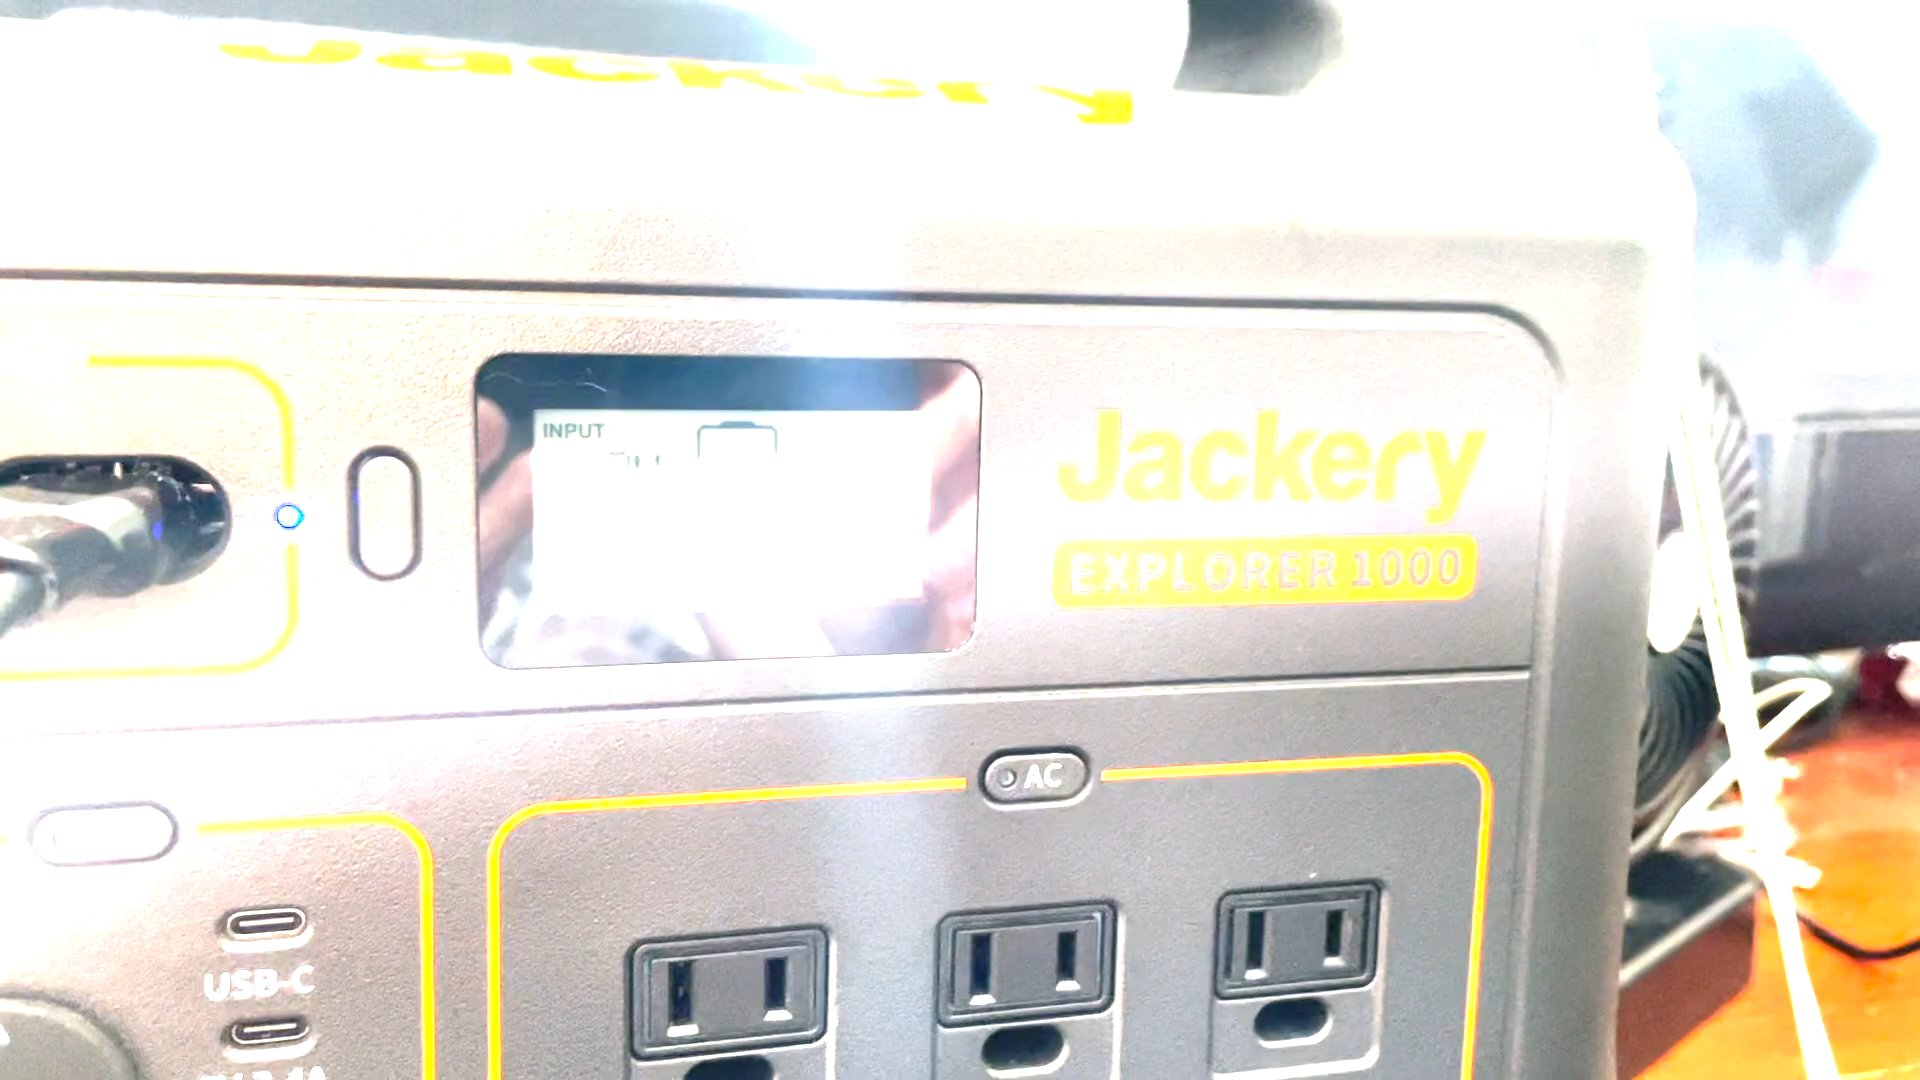 Jackery
INPUT
Jackery
EXPLORER 1000
AC
USB-C